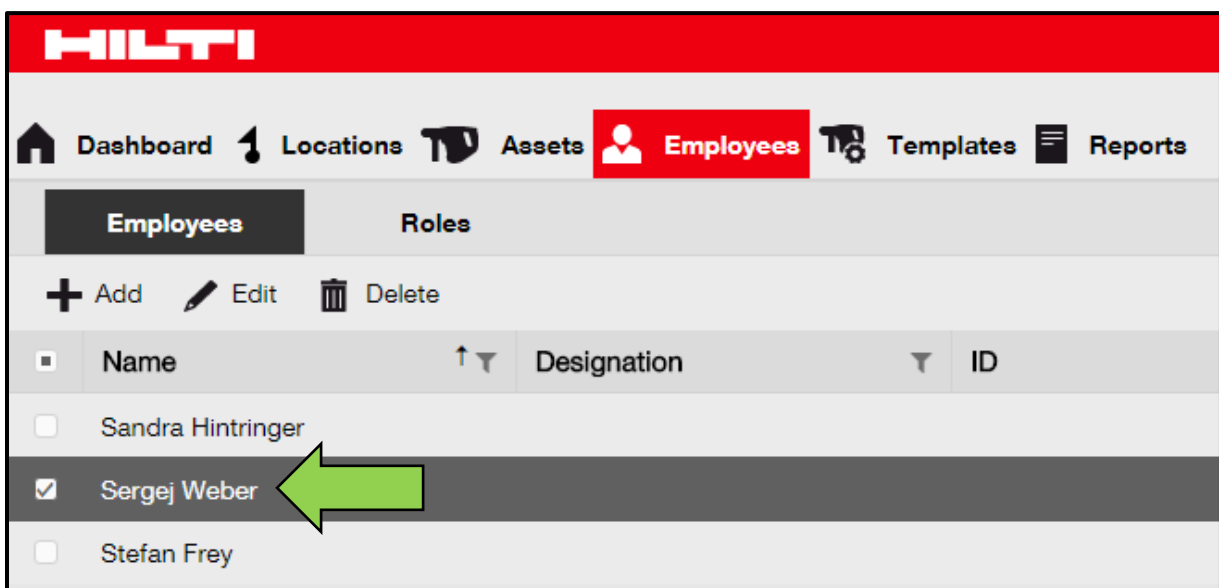 HILTI
Dashboard Locations Assets Employees Templates Reports
Employees Roles
Add Edit Delete
Name Designation ID
Sandra Hintringer
Sergej Weber
Stefan Frey